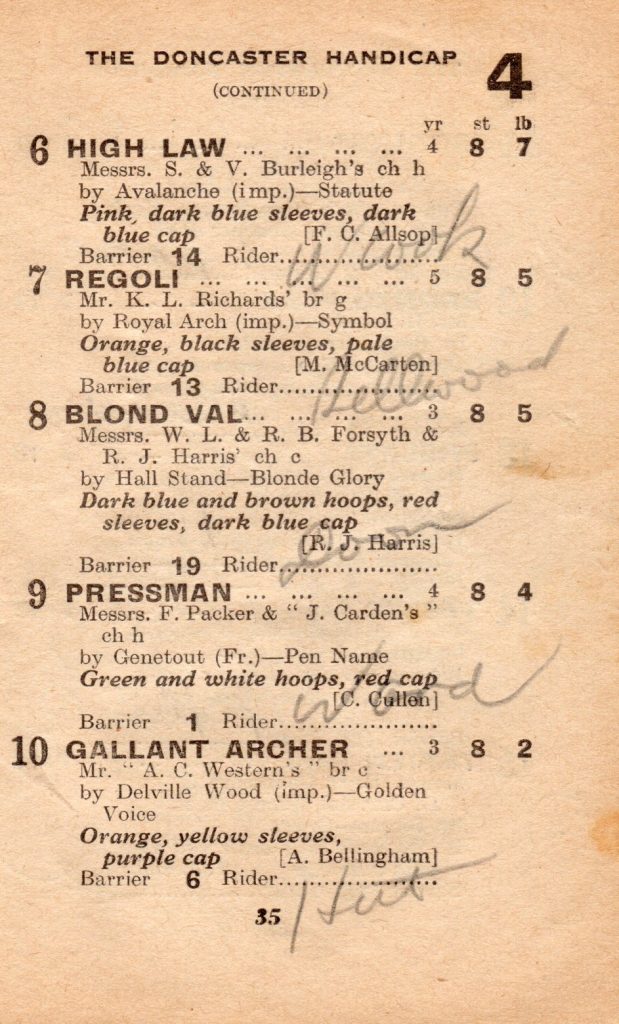 THE DONCASTER HANDICAP 4
(CONTINUED)
yr st lb
6 HIGH LAW ... ... ... ... 4 8 7
Messrs. S. & V. Burleigh's ch h
by Avalanche (imp.)—Statute
Pink, dark blue sleeves, dark
blue cap [F. C. Allsop]
Barrier 14 Rider....................
7 REGOLI ... ... ... ... ... 5 8 5
Mr. K. L. Richards' br g
by Royal Arch (imp.)—Symbol
Orange, black sleeves, pale
blue cap [M. McCarten]
Barrier 13 Rider.................... Sellwood
8 BLOND VAL... ... ... ... 3 8 5
Messrs. W. L. & R. B. Forsyth &
R. J. Harris' ch c
by Hall Stand—Blonde Glory
Dark blue and brown hoops, red
sleeves, dark blue cap
[R. J. Harris]
Barrier 19 Rider....................
9 PRESSMAN ... ... ... ... 4 8 4
Messrs. F. Packer & " J. Carden's "
ch h
by Genetout (Fr.)—Pen Name
Green and white hoops, red cap
[C. Cullen]
Barrier 1 Rider.................... Wood
10 GALLANT ARCHER ... 3 8 2
Mr. " A. C. Western's " br c
by Delville Wood (imp.)—Golden
Voice
Orange, yellow sleeves,
purple cap [A. Bellingham]
Barrier 6 Rider....................
35